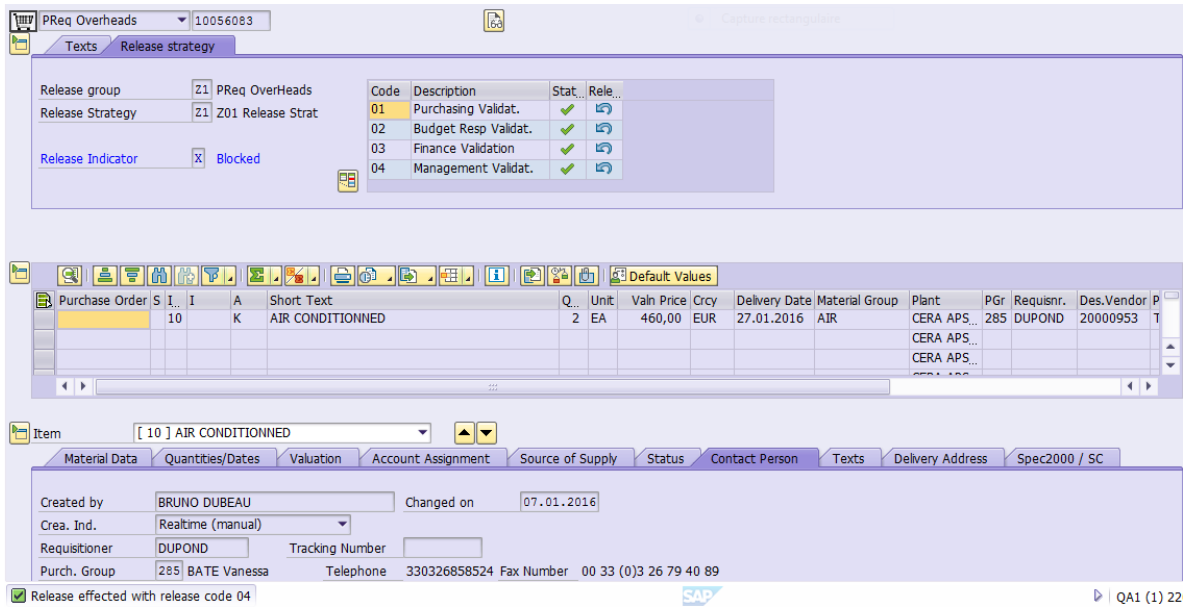 PReq Overheads 10056083 Capture rectangulaire
Texts Release strategy
Release group Z1 PReq OverHeads
Release Strategy Z1 Z01 Release Strat
Release Indicator X Blocked
Code Description Stat... Rele...
01 Purchasing Validat.
02 Budget Resp Validat.
03 Finance Validation
04 Management Validat.
Default Values
Purchase Order S I... I A Short Text Q... Unit Valn Price Crcy Delivery Date Material Group Plant PGr Requisnr. Des.Vendor P
10 K AIR CONDITIONNED 2 EA 460,00 EUR 27.01.2016 AIR CERA APS... 285 DUPOND 20000953 T
CERA APS...
CERA APS...
CERA APS...
Item [ 10 ] AIR CONDITIONNED
Material Data Quantities/Dates Valuation Account Assignment Source of Supply Status Contact Person Texts Delivery Address Spec2000 / SC
Created by BRUNO DUBEAU Changed on 07.01.2016
Crea. Ind. Realtime (manual)
Requisitioner DUPOND Tracking Number
Purch. Group 285 BATE Vanessa Telephone 330326858524 Fax Number 00 33 (0)3 26 79 40 89
Release effected with release code 04 SAP QA1 (1) 22